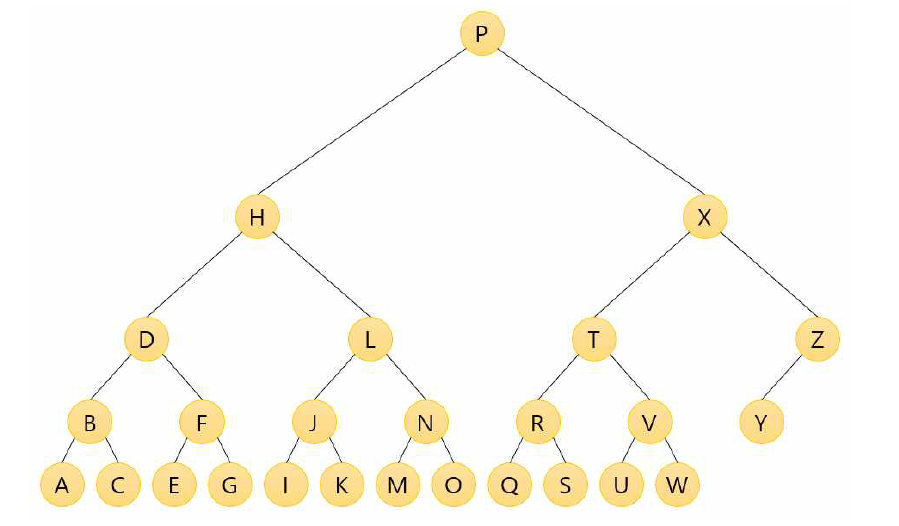 P
H X
D L T Z
B F J N R V Y
A C E G I K M O Q S U W